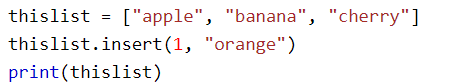 thislist = ["apple", "banana", "cherry"]
thislist.insert(1, "orange")
print(thislist)